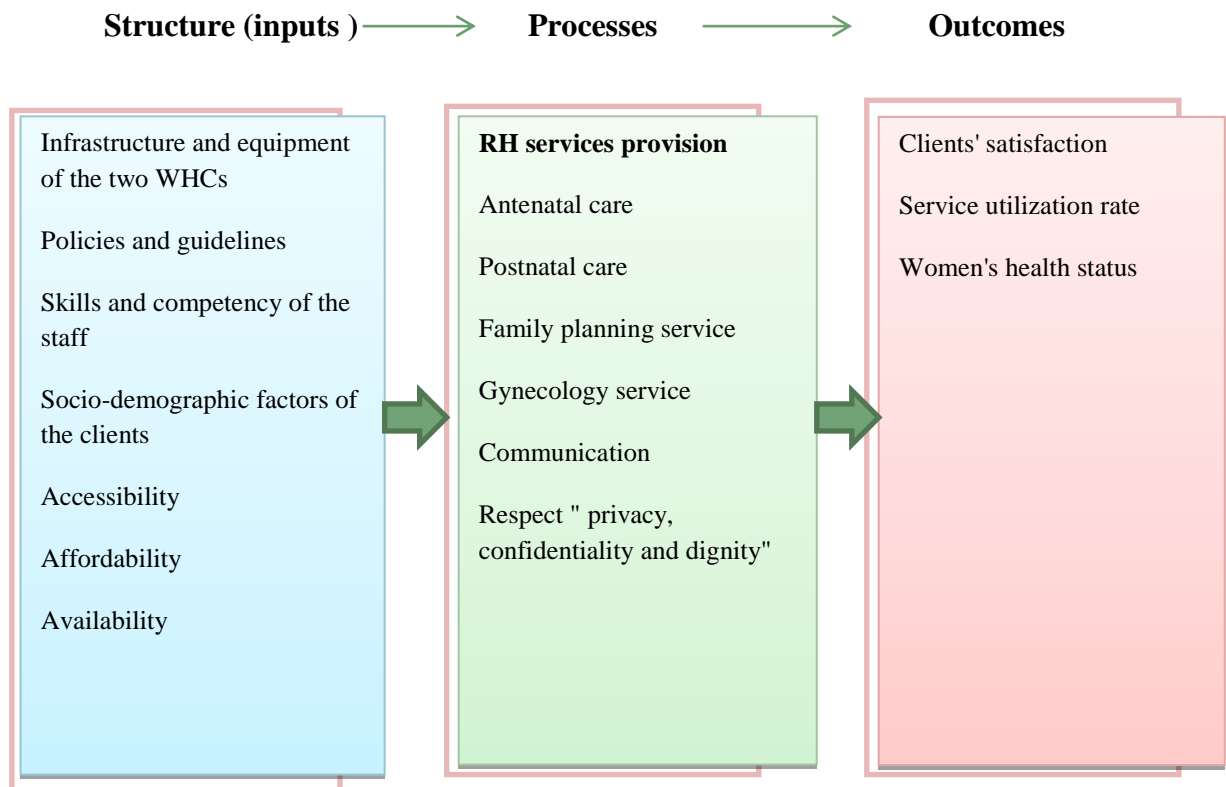 Structure (inputs )
Processes
Outcomes
Infrastructure and equipment
of the two WHCs
Policies and guidelines
Skills and competency of the
staff
Socio-demographic factors of
the clients
Accessibility
Affordability
Availability
RH services provision
Antenatal care
Postnatal care
Family planning service
Gynecology service
Communication
Respect " privacy,
confidentiality and dignity"
Clients' satisfaction
Service utilization rate
Women's health status